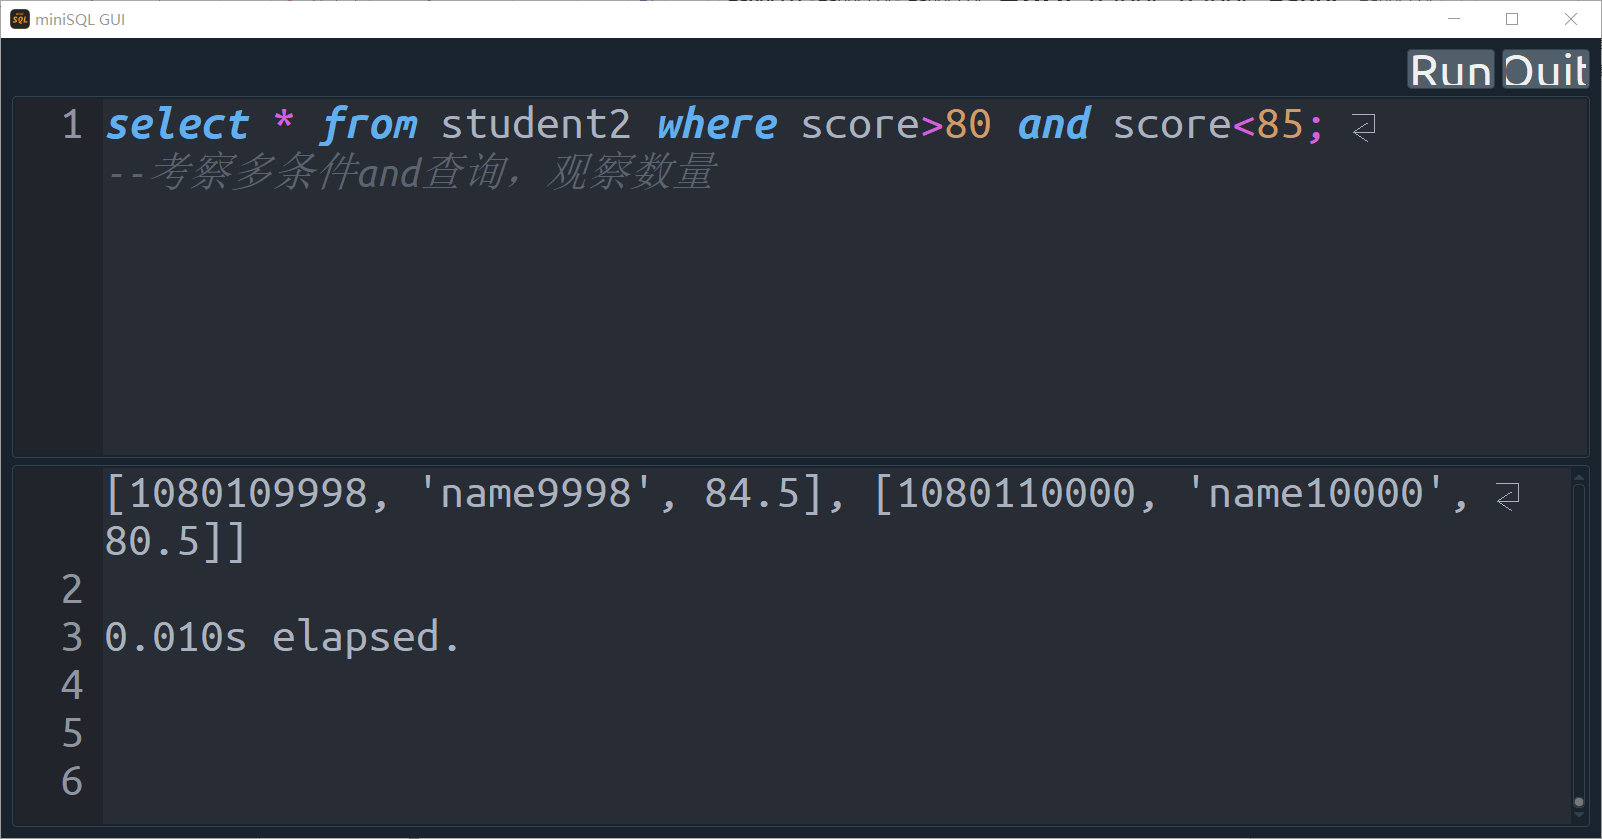 miniSQL GUI
Run Quit
1 select * from student2 where score>80 and score<85;
--考察多条件and查询，观察数量
[1080109998, 'name9998', 84.5], [1080110000, 'name10000',
80.5]]
2
3 0.010s elapsed.
4
5
6